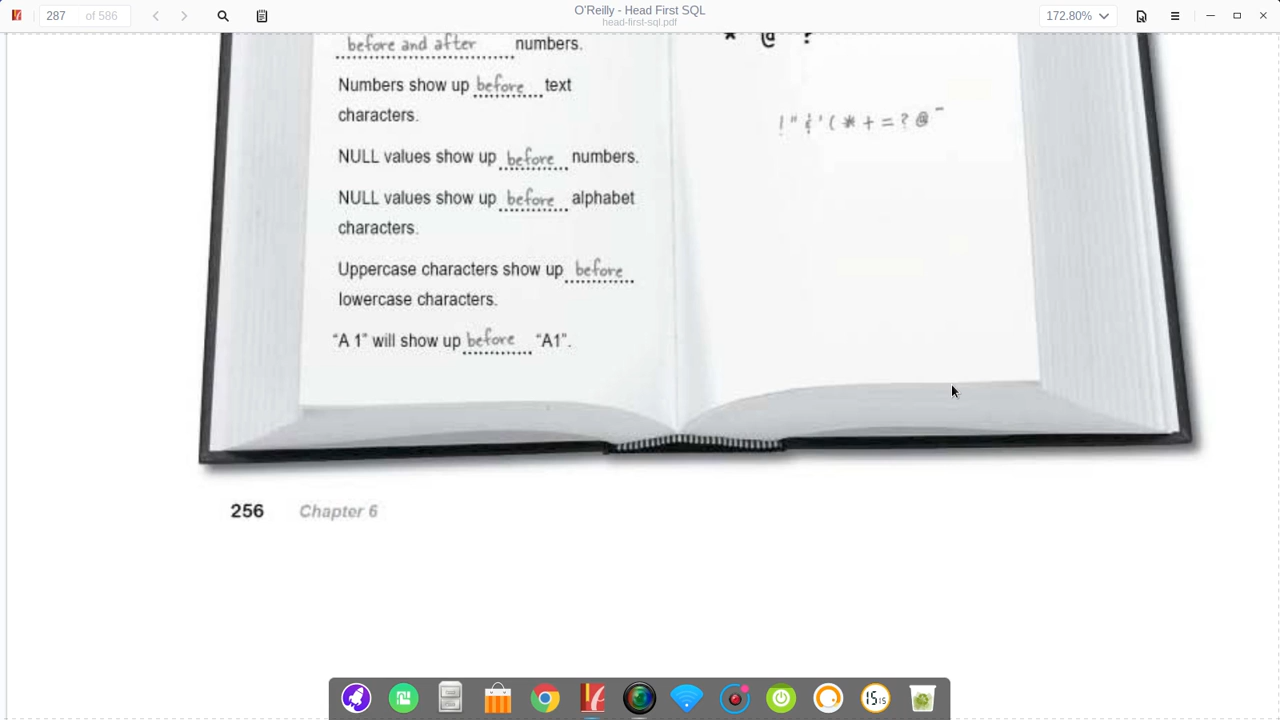 287 of 586
O'Reilly - Head First SQL
head-first-sql.pdf
172.80%
before and after numbers.
Numbers show up before text
characters.
NULL values show up before numbers.
NULL values show up before alphabet
characters.
Uppercase characters show up before
lowercase characters.
“A 1” will show up before “A1”.
* @ ?
! " & ' ( * + = ? @ ~
256 Chapter 6